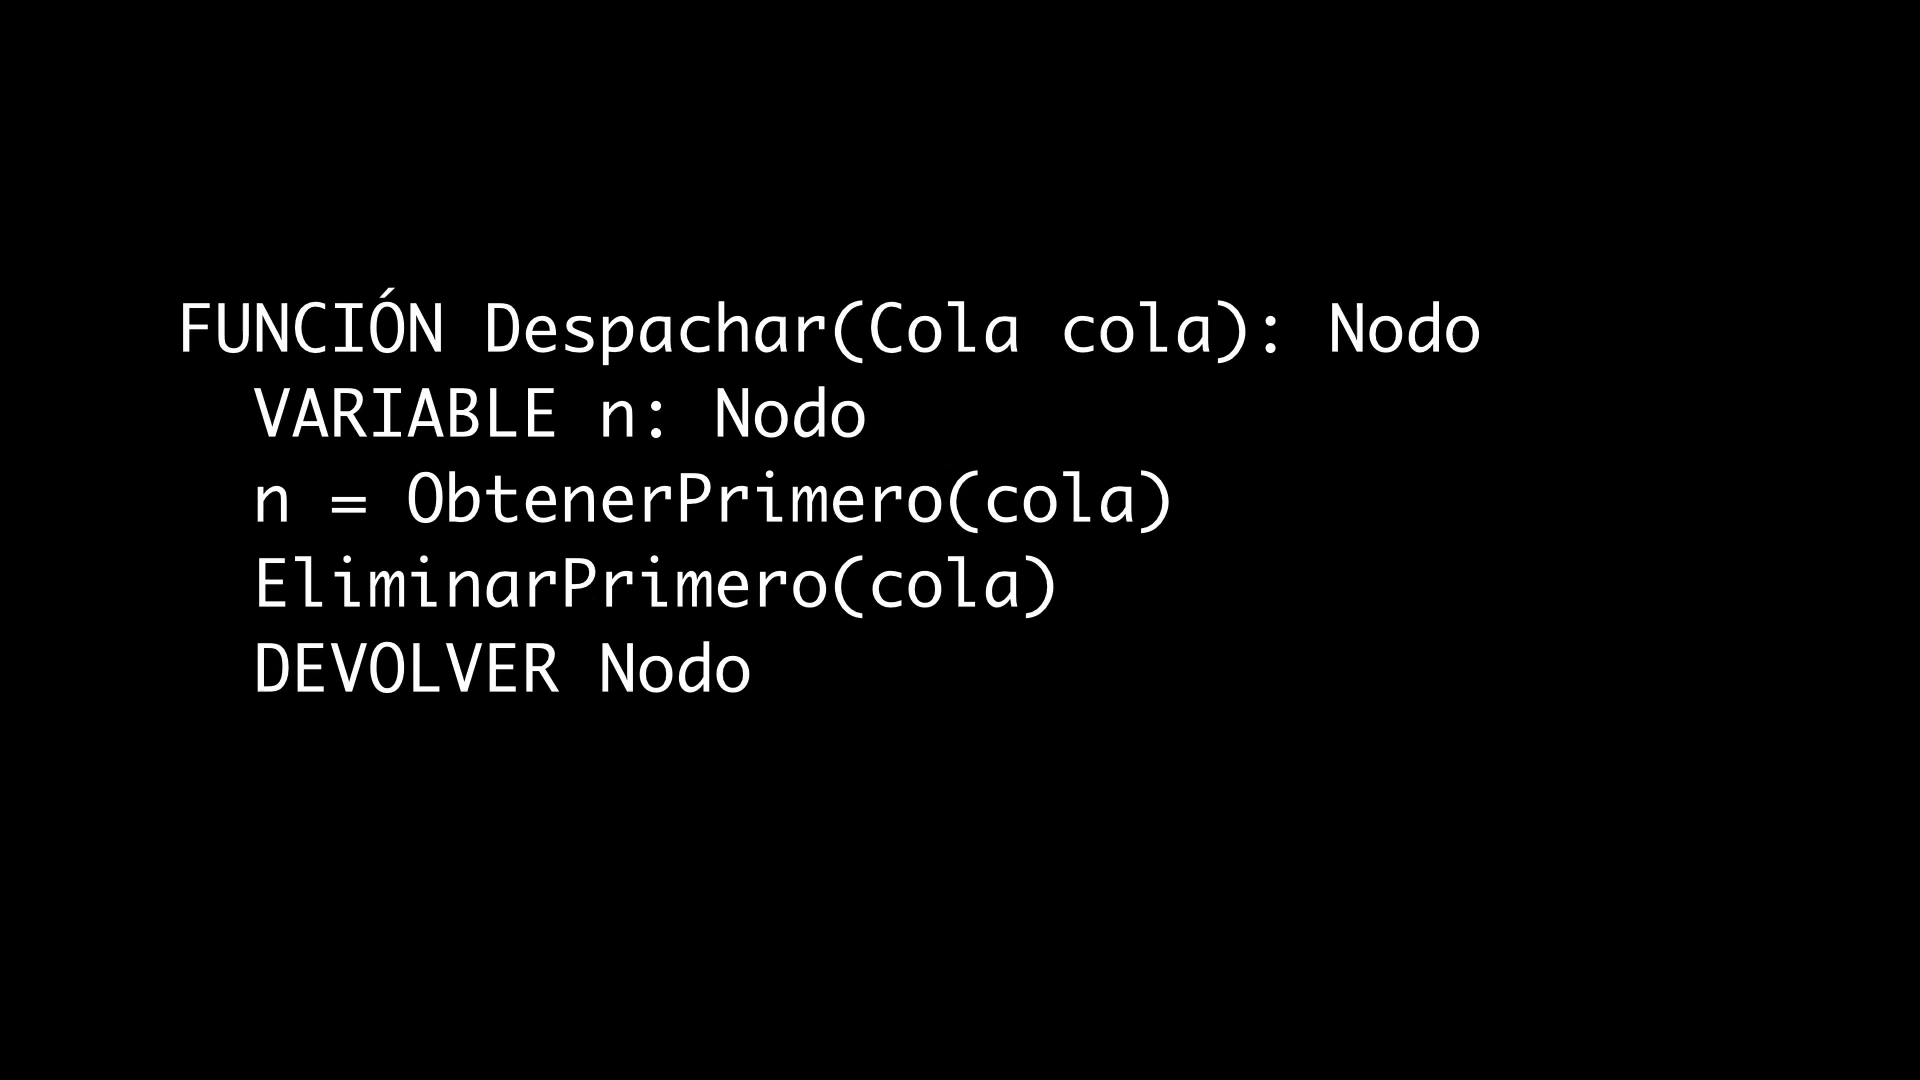 FUNCIÓN Despachar(Cola cola): Nodo
VARIABLE n: Nodo
n = ObtenerPrimero(cola)
EliminarPrimero(cola)
DEVOLVER Nodo